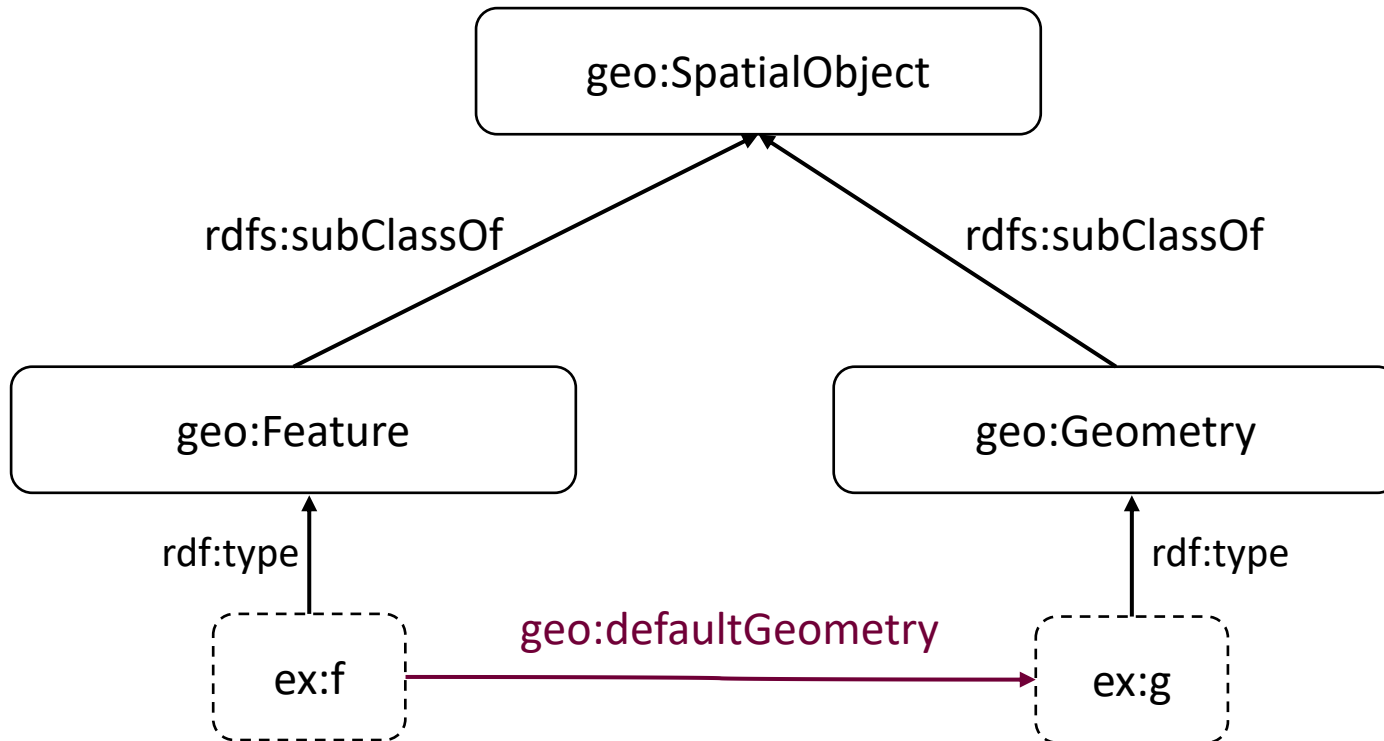 geo:SpatialObject
rdfs:subClassOf
rdfs:subClassOf
geo:Feature
geo:Geometry
rdf:type
rdf:type
geo:defaultGeometry
ex:f
ex:g